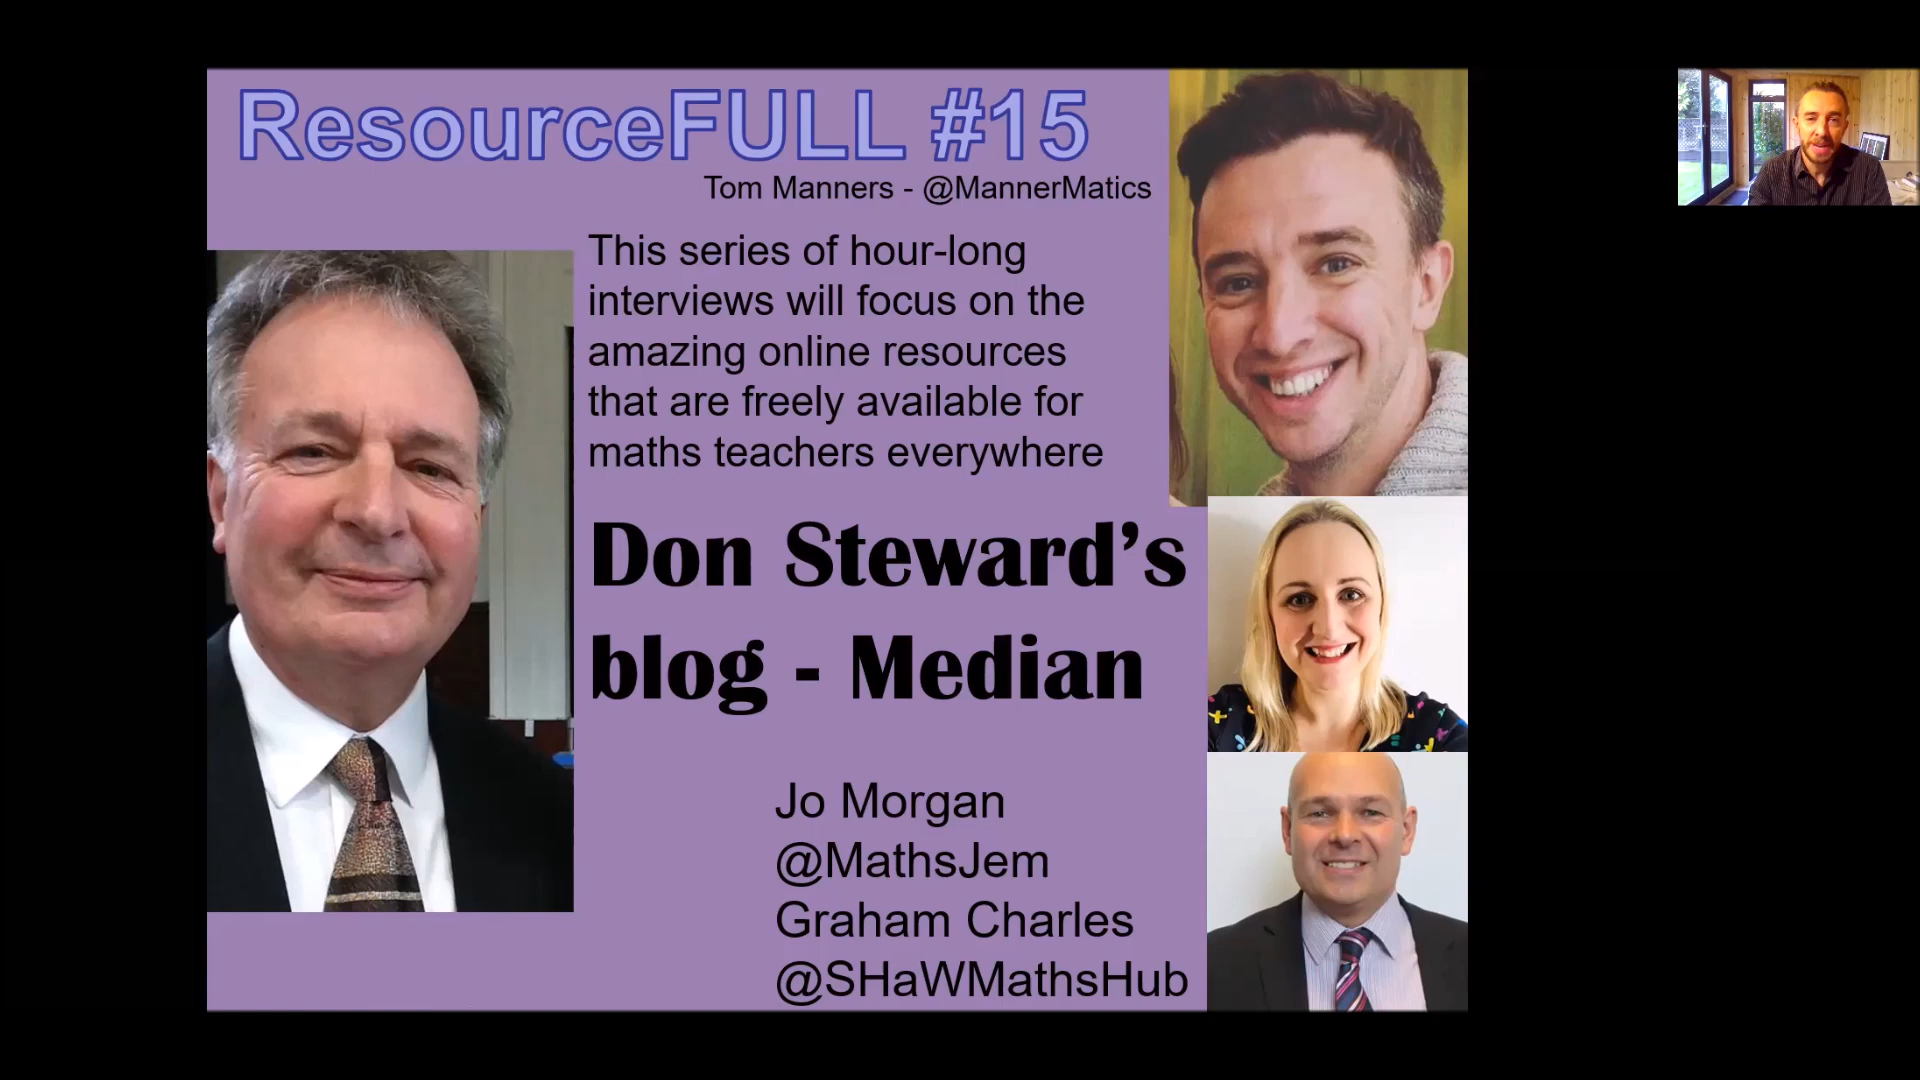 ResourceFULL #15
Tom Manners - @MannerMatics
This series of hour-long
interviews will focus on the
amazing online resources
that are freely available for
maths teachers everywhere
Don Steward’s
blog - Median
Jo Morgan
@MathsJem
Graham Charles
@SHaWMathsHub